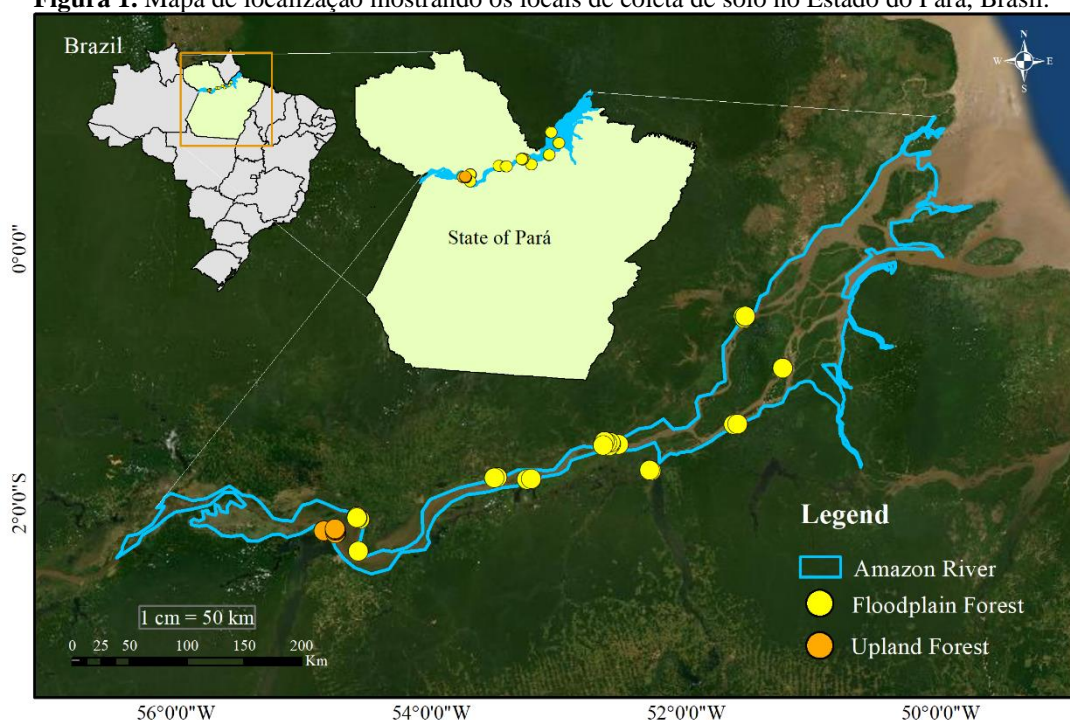 Figura 1. Mapa de localização mostrando os locais de coleta de solo no Estado do Pará, Brasil.
Brazil
N
W E
S
State of Pará
0°0'0"
2°0'0"S
Legend
Amazon River
Floodplain Forest
Upland Forest
1 cm = 50 km
0 25 50 100 150 200
Km
56°0'0"W 54°0'0"W 52°0'0"W 50°0'0"W